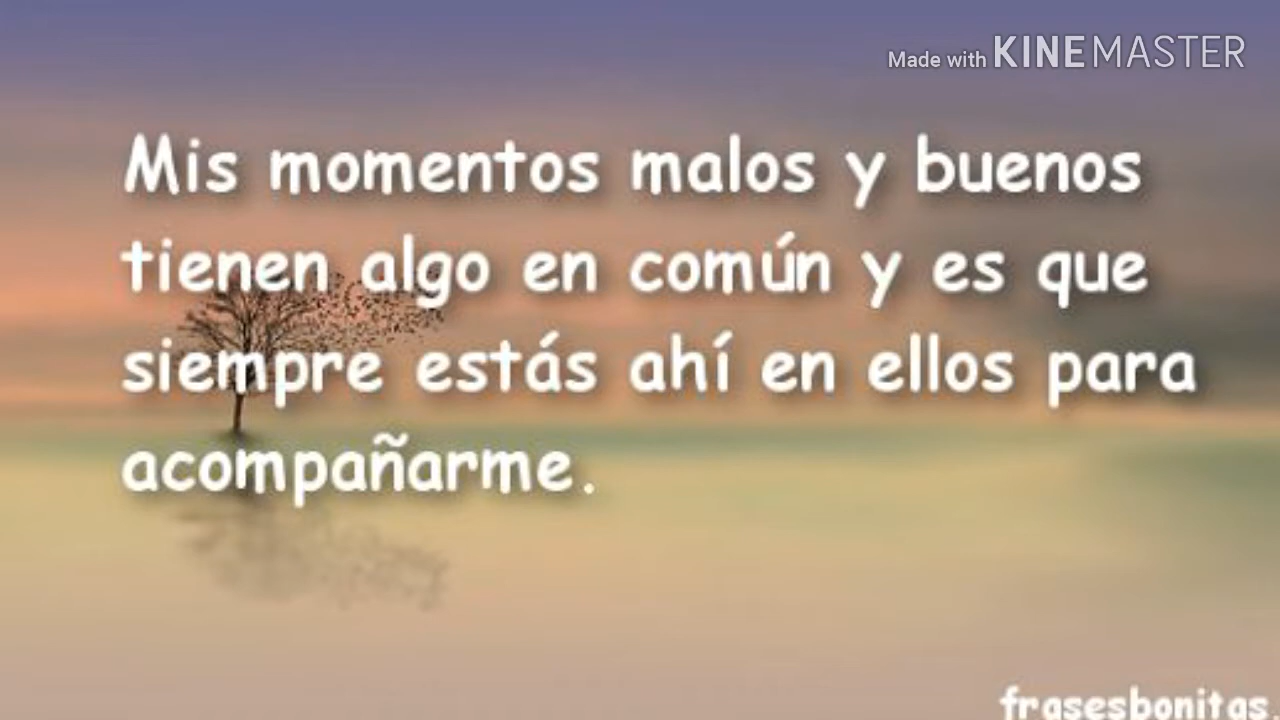 Made with KINEMASTER
Mis momentos malos y buenos
tienen algo en común y es que
siempre estás ahí en ellos para
acompañarme.
frasesbonitas.